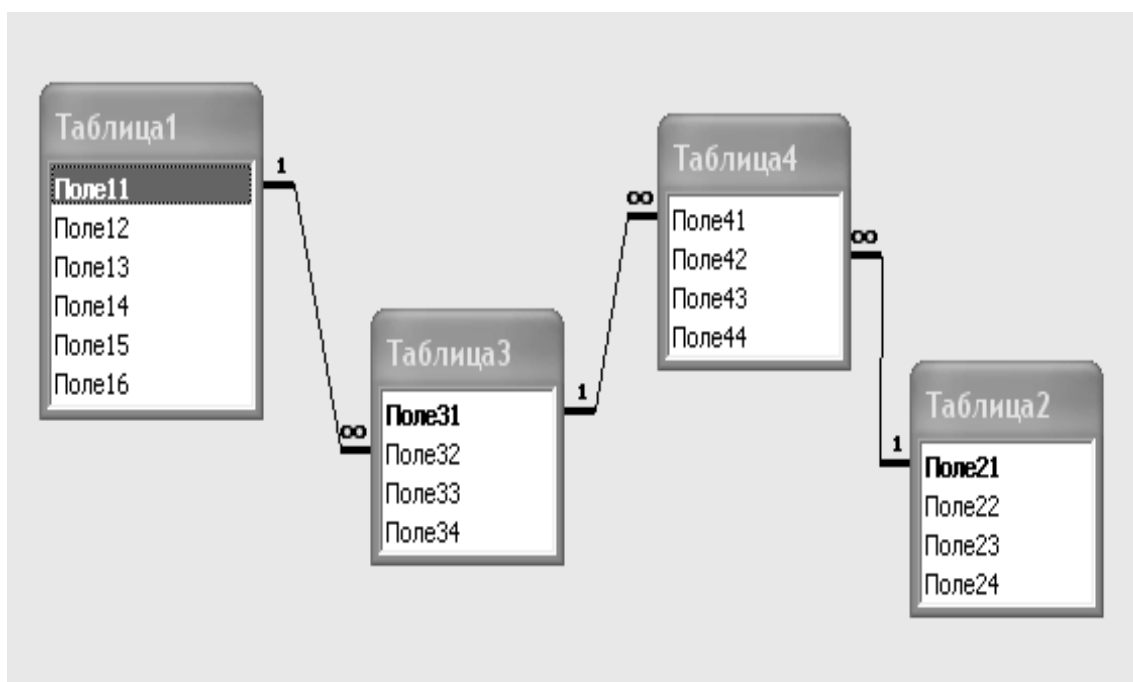 Таблица1
Поле11
Поле12
Поле13
Поле14
Поле15
Поле16
1
∞
Таблица3
Поле31
Поле32
Поле33
Поле34
1
∞
Таблица4
Поле41
Поле42
Поле43
Поле44
∞
1
Таблица2
Поле21
Поле22
Поле23
Поле24